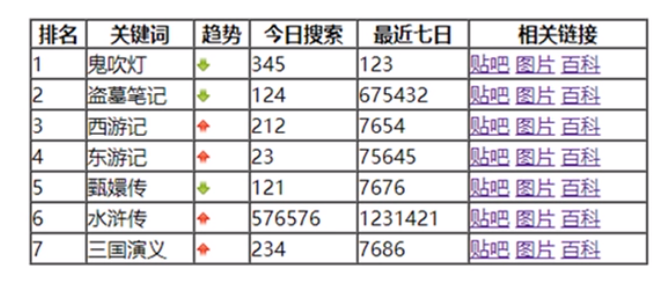 排名 关键词 趋势 今日搜索 最近七日 相关链接
1 鬼吹灯 345 123 贴吧 图片 百科
2 盗墓笔记 124 675432 贴吧 图片 百科
3 西游记 212 7654 贴吧 图片 百科
4 东游记 23 75645 贴吧 图片 百科
5 甄嬛传 121 7676 贴吧 图片 百科
6 水浒传 576576 1231421 贴吧 图片 百科
7 三国演义 234 7686 贴吧 图片 百科